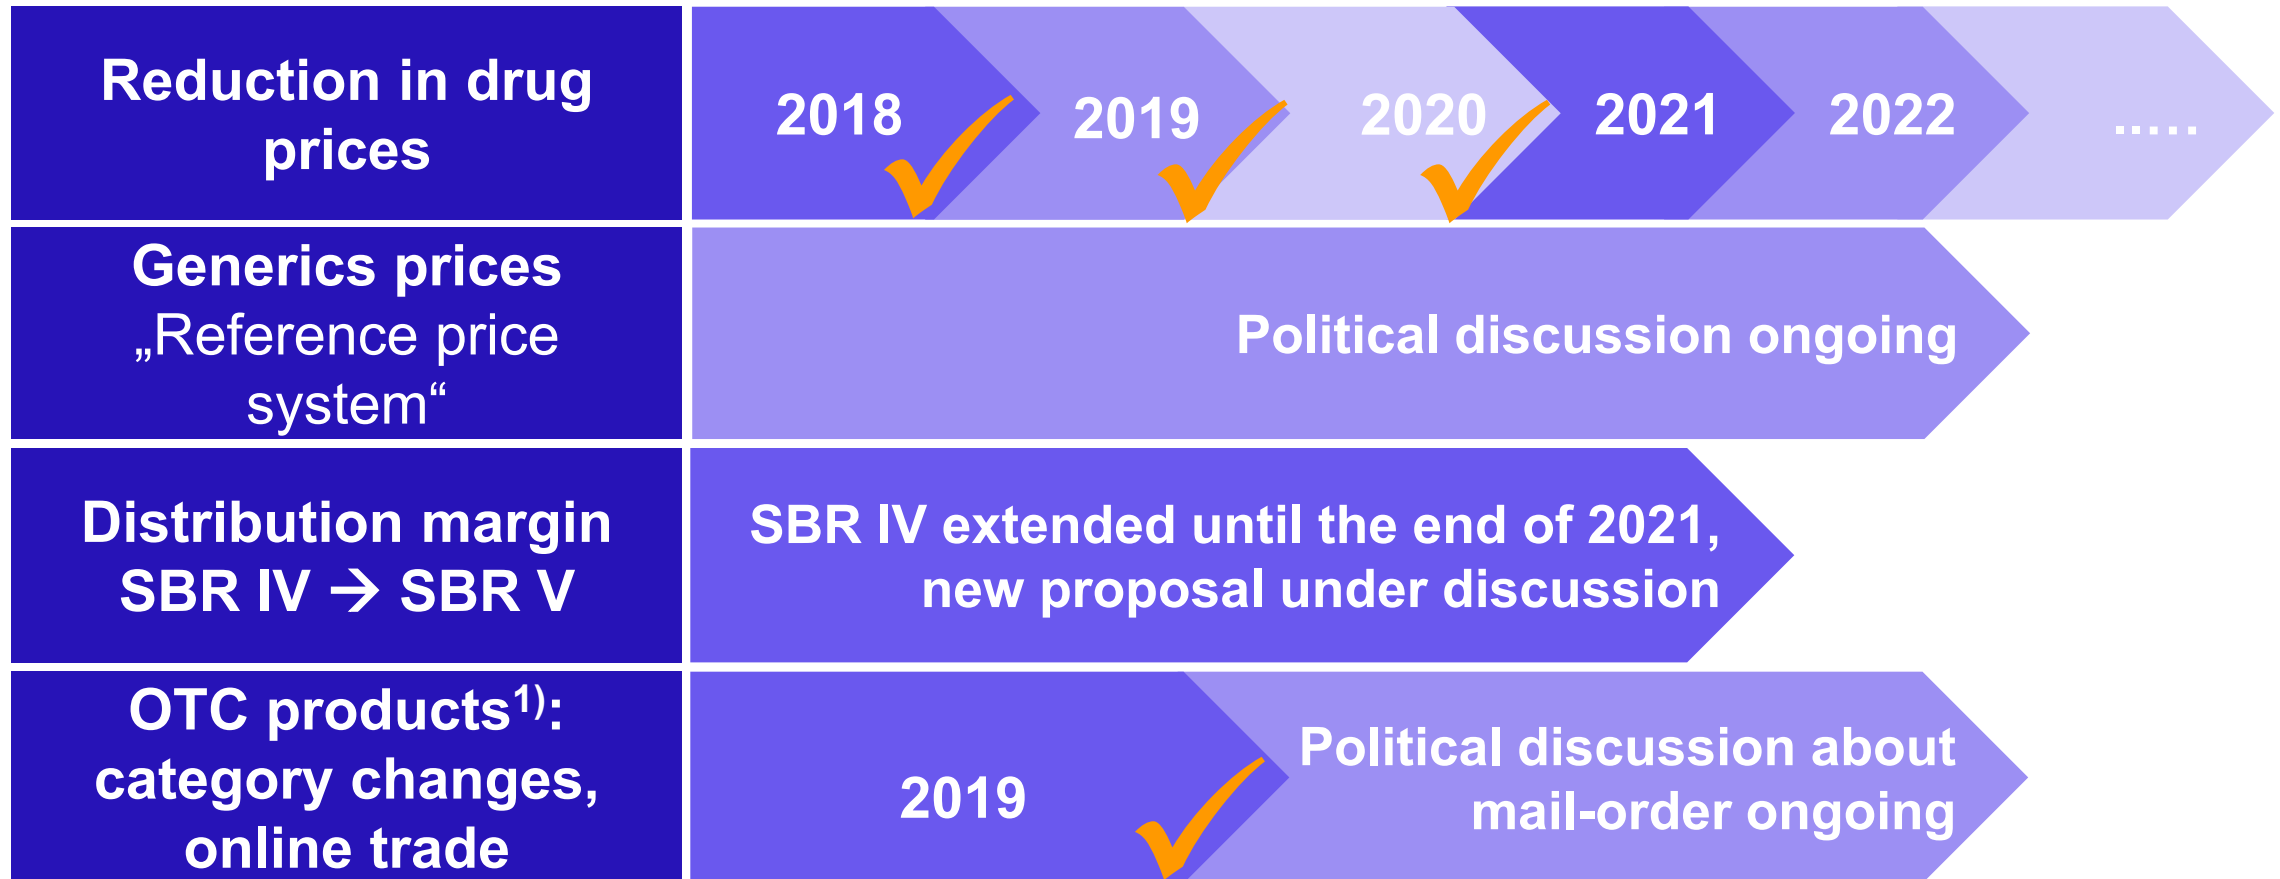 Reduction in drug
prices
2018
2019
2020
2021
2022
.....
Generics prices
„Reference price
system“
Political discussion ongoing
Distribution margin
SBR IV → SBR V
SBR IV extended until the end of 2021,
new proposal under discussion
OTC products1):
category changes,
online trade
2019
Political discussion about
mail-order ongoing